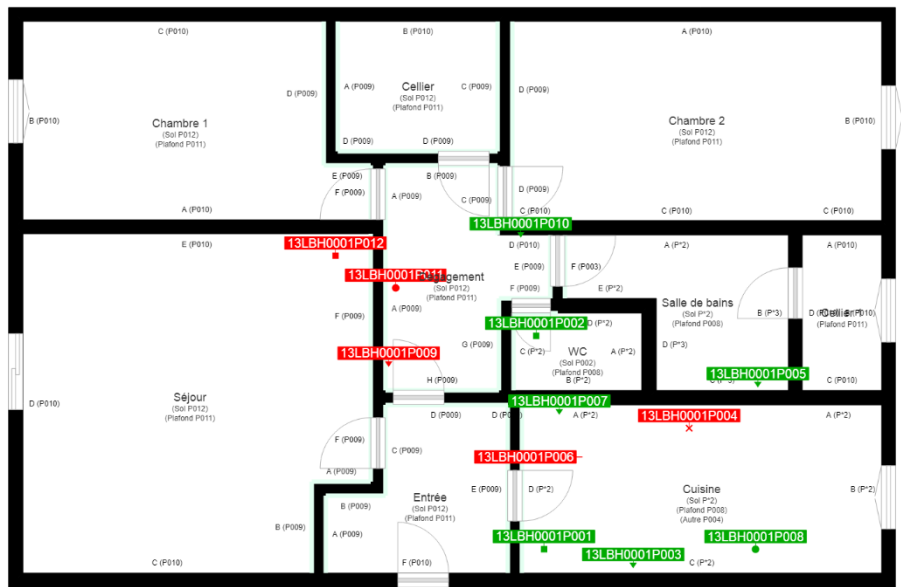 C (P010)
B (P010)
A (P010)
D (P009)
Chambre 1
(Sol P012)
(Plafond P011)
B (P010)
A (P010)
E (P009)
F (P009)
Cellier
(Sol P012)
(Plafond P011)
A (P009)
C (P009)
D (P009)
D (P009)
D (P009)
Chambre 2
(Sol P012)
(Plafond P011)
B (P010)
D (P009)
C (P010)
C (P010)
C (P010)
B (P009)
A (P009)
C (P009)
13LBH0001P010
13LBH0001P012
13LBH0001P011
E (P010)
F (P009)
Séjour
(Sol P012)
(Plafond P011)
D (P010)
F (P009)
A (P009)
B (P009)
C (P010)
D (P010)
E (P009)
F (P009)
Dégagement
(Sol P012)
(Plafond P011)
A (P009)
G (P009)
H (P009)
13LBH0001P009
F (P003)
A (P*2)
E (P*2)
Salle de bains
(Sol P*2)
(Plafond P008)
B (P*3)
D (P*3)
13LBH0001P005
A (P010)
Cellier 1
(Plafond P011)
C (P010)
13LBH0001P002
D (P*2)
C (P*2)
WC
(Sol P002)
(Plafond P008)
A (P*2)
B (P*2)
13LBH0001P007
13LBH0001P004
13LBH0001P006
D (P009)
C (P009)
E (P009)
Entrée
(Sol P012)
(Plafond P011)
B (P009)
A (P009)
F (P010)
A (P*2)
A (P*2)
D (P*2)
Cuisine
(Sol P*2)
(Plafond P008)
(Autre P004)
B (P*2)
13LBH0001P001
13LBH0001P003
13LBH0001P008
C (P*2)